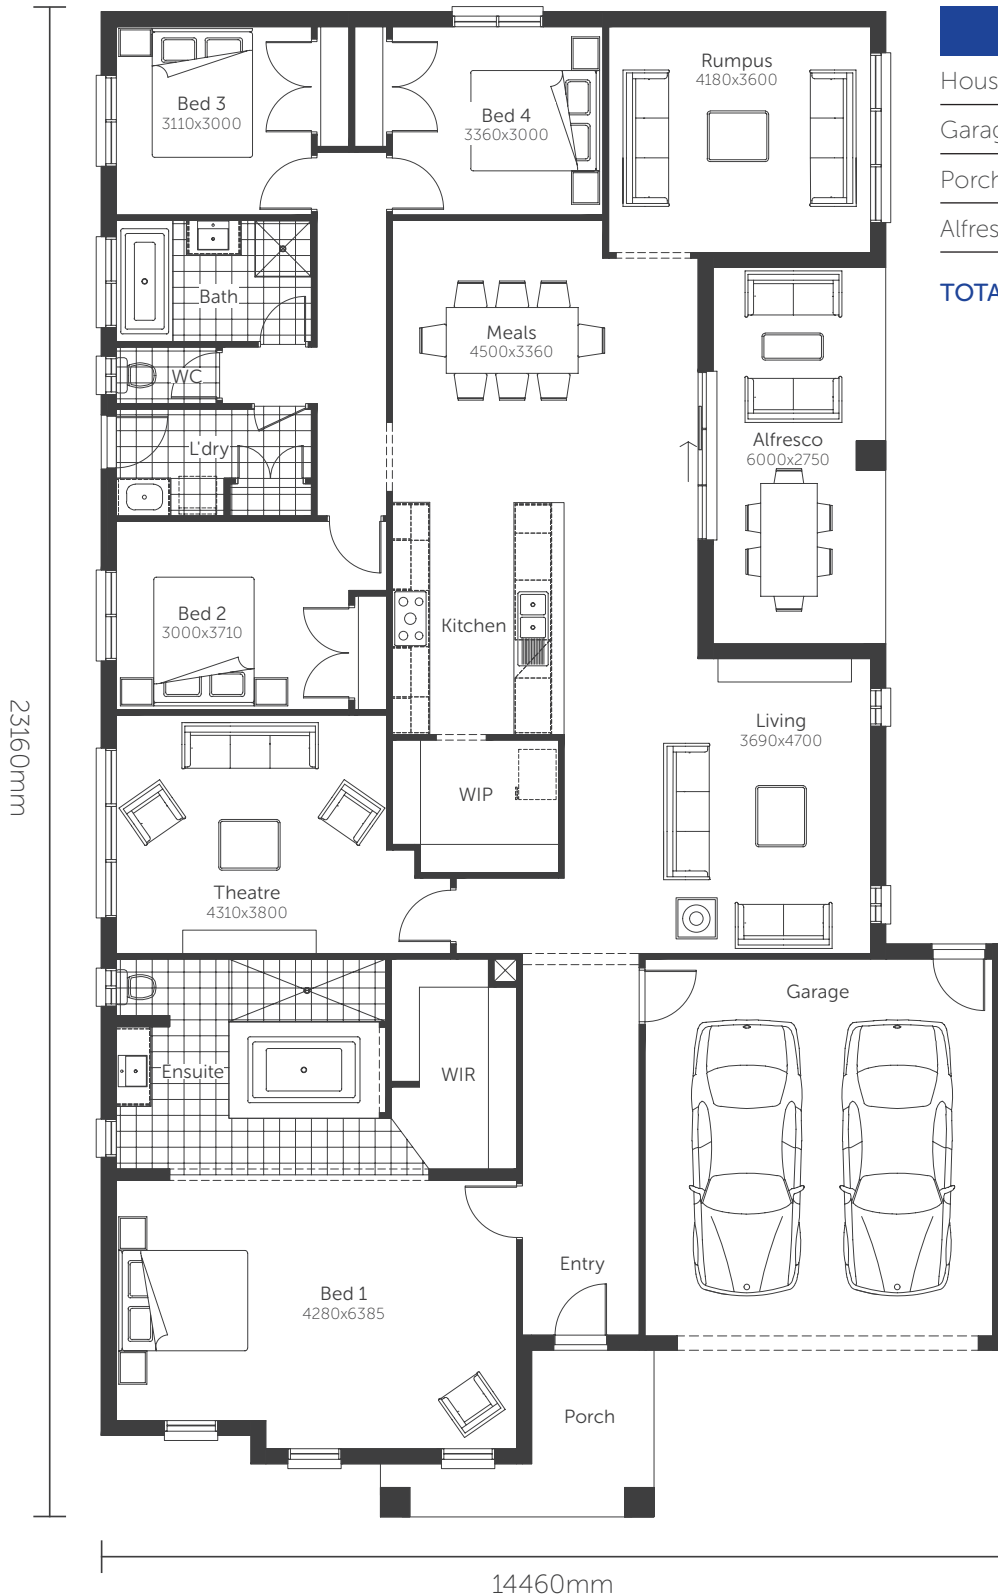 Bed 3
3110x3000
Bed 4
3360x3000
Rumpus
4180x3600
Hous
Garag
Porch
Alfres
TOTA
Bath
Meals
4500x3360
WC
L'dry
Alfresco
6000x2750
Bed 2
3000x3710
Kitchen
Living
3690x4700
WIP
Theatre
4310x3800
23160mm
Garage
Ensuite
WIR
Entry
Bed 1
4280x6385
Porch
14460mm